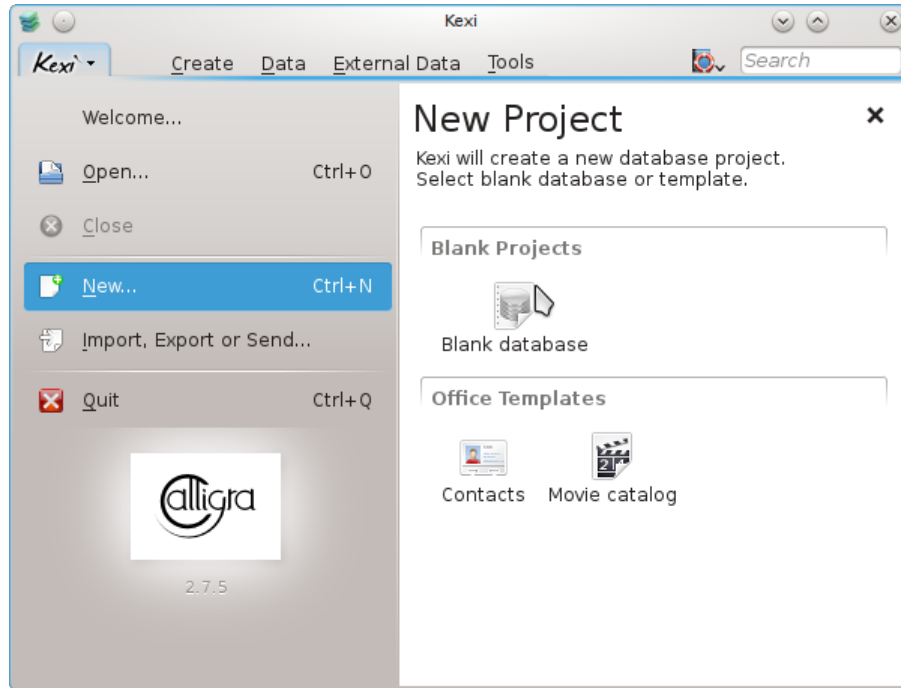 Kexi
Kexi Create Data External Data Tools Search
Welcome...
Open... Ctrl+O
Close
New... Ctrl+N
Import, Export or Send...
Quit Ctrl+Q
Calligra
2.7.5
New Project
Kexi will create a new database project.
Select blank database or template.
Blank Projects
Blank database
Office Templates
Contacts Movie catalog